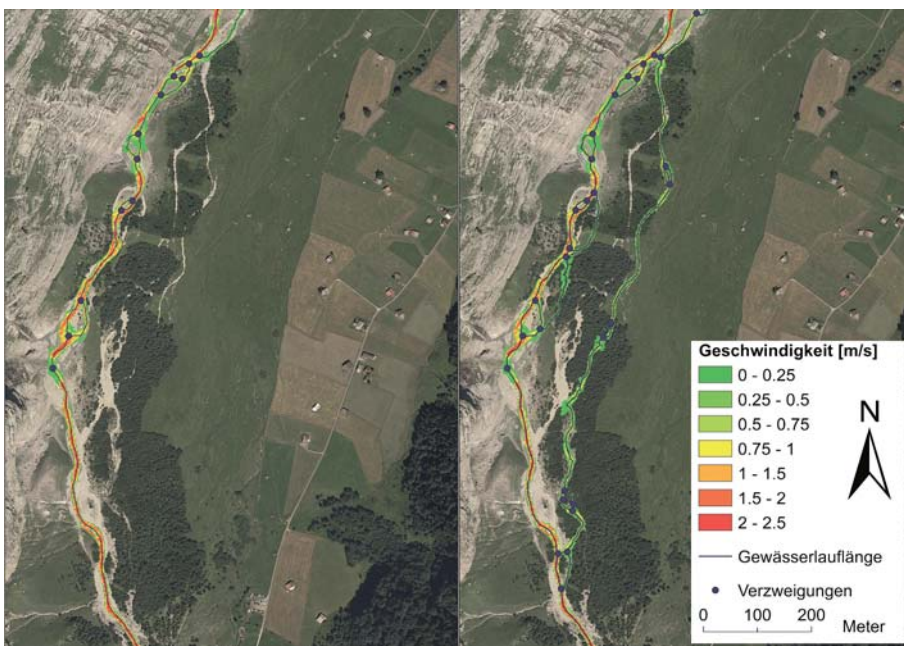 Geschwindigkeit [m/s]
0 - 0.25
0.25 - 0.5
0.5 - 0.75
0.75 - 1
1 - 1.5
1.5 - 2
2 - 2.5
N
Gewässerlauflänge
Verzweigungen
0 100 200
Meter